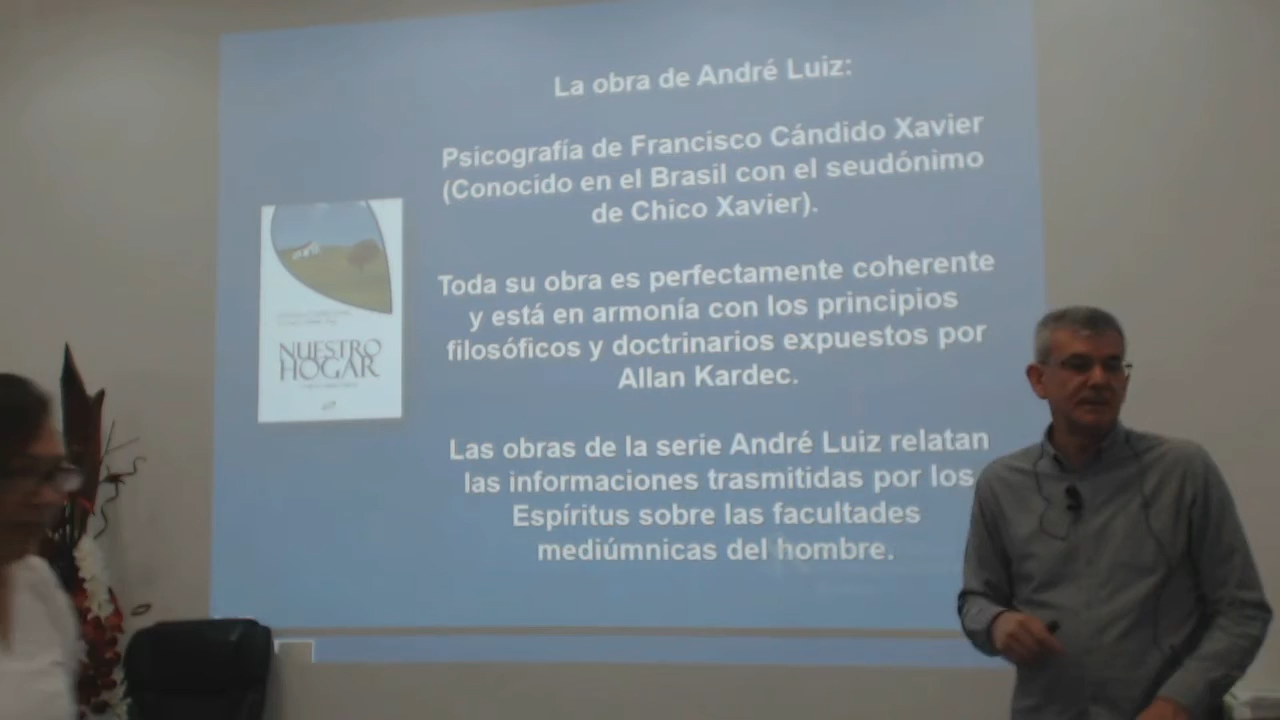 La obra de André Luiz:
Psicografía de Francisco Cándido Xavier
(Conocido en el Brasil con el seudónimo
de Chico Xavier).
Toda su obra es perfectamente coherente
y está en armonía con los principios
filosóficos y doctrinarios expuestos por
Allan Kardec.
Las obras de la serie André Luiz relatan
las informaciones trasmitidas por los
Espíritus sobre las facultades
mediúmnicas del hombre.
NUESTRO
HOGAR